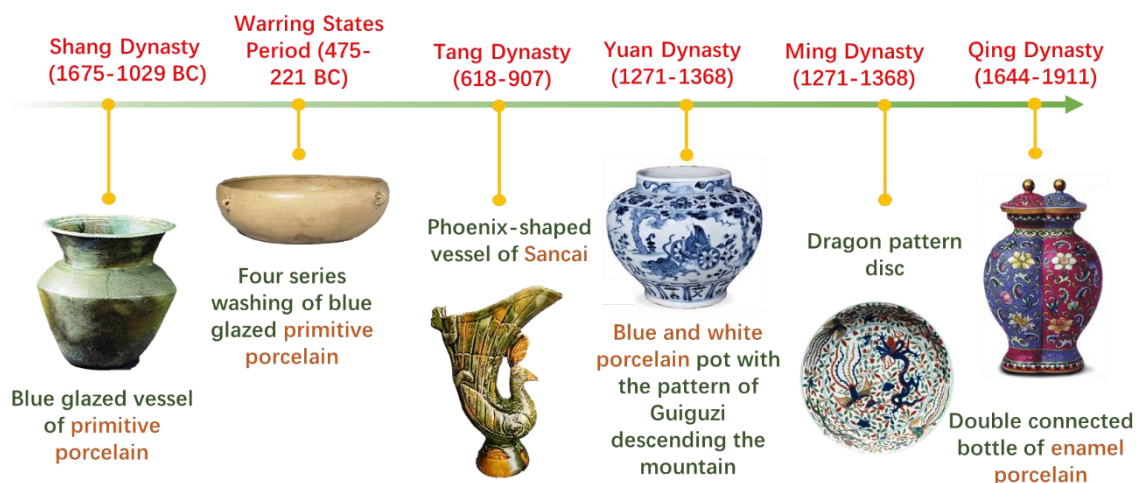 Shang Dynasty
(1675-1029 BC)
Warring States
Period (475-
221 BC)
Tang Dynasty
(618-907)
Yuan Dynasty
(1271-1368)
Ming Dynasty
(1271-1368)
Qing Dynasty
(1644-1911)
Blue glazed vessel
of primitive
porcelain
Four series
washing of blue
glazed primitive
porcelain
Phoenix-shaped
vessel of Sancai
Blue and white
porcelain pot with
the pattern of
Guiguzi
descending the
mountain
Dragon pattern
disc
Double connected
bottle of enamel
porcelain